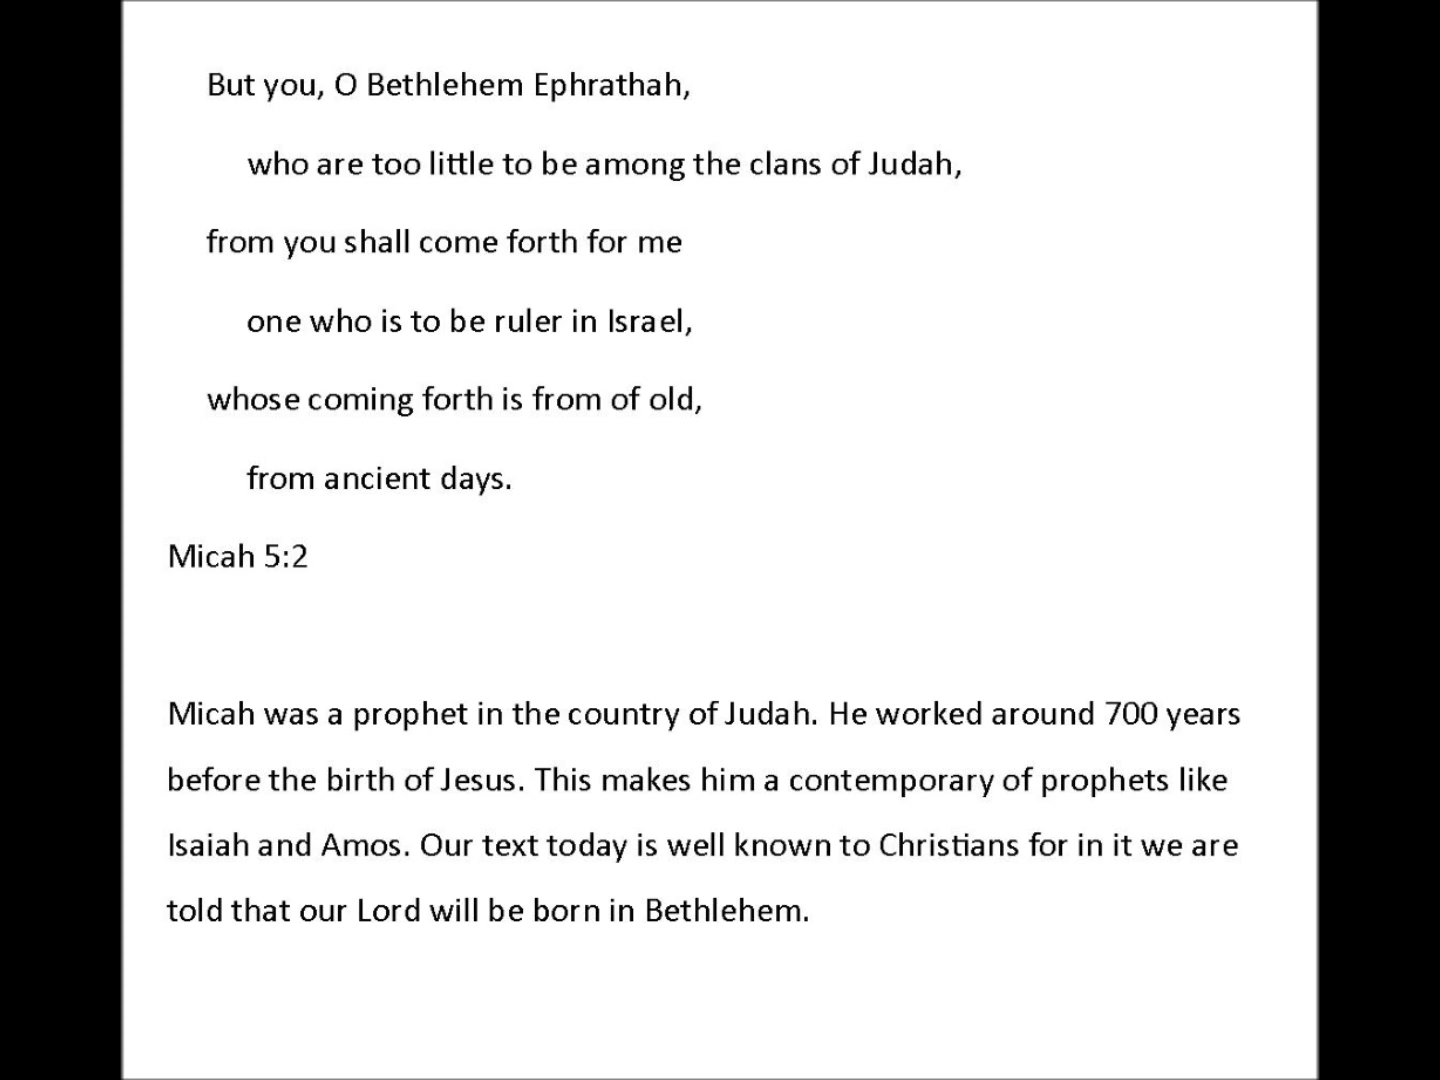 But you, O Bethlehem Ephrathah,
who are too little to be among the clans of Judah,
from you shall come forth for me
one who is to be ruler in Israel,
whose coming forth is from of old,
from ancient days.
Micah 5:2
Micah was a prophet in the country of Judah. He worked around 700 years
before the birth of Jesus. This makes him a contemporary of prophets like
Isaiah and Amos. Our text today is well known to Christians for in it we are
told that our Lord will be born in Bethlehem.